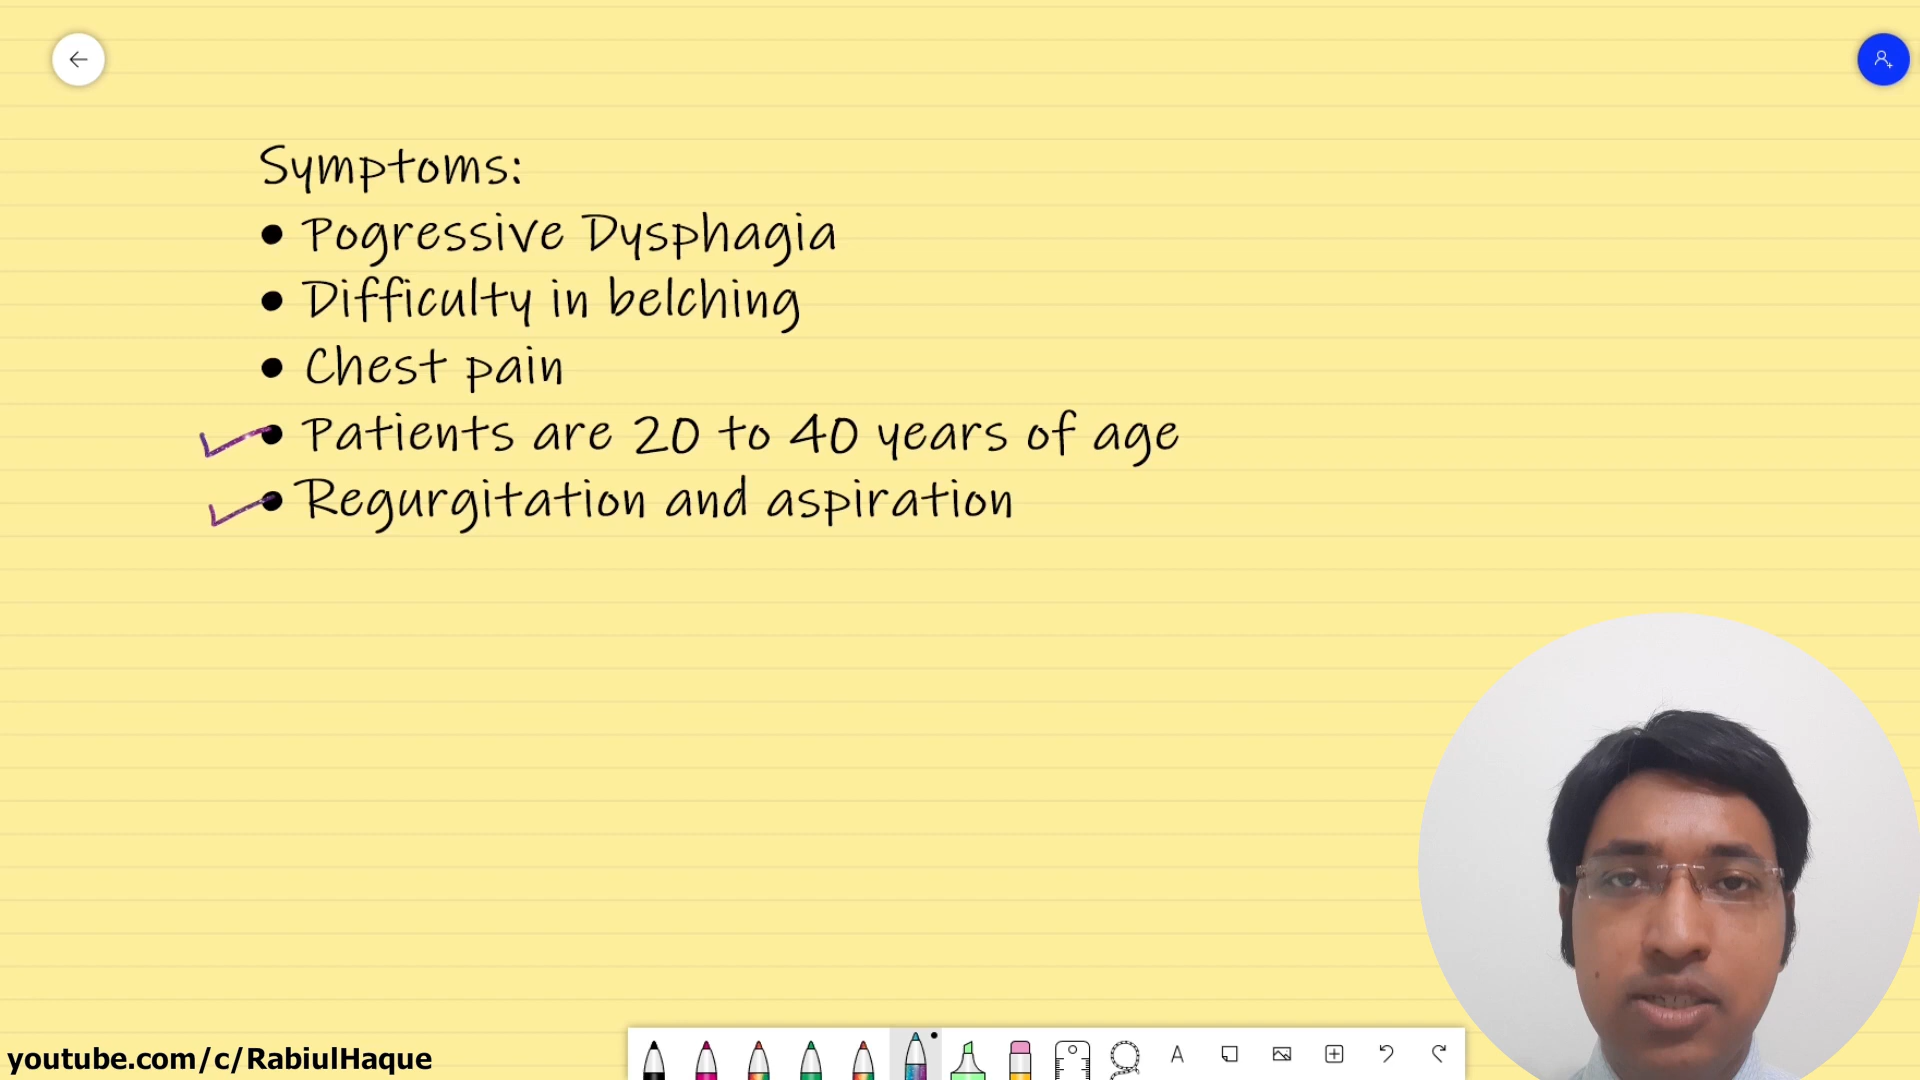 Symptoms:
• Pogressive Dysphagia
• Difficulty in belching
• Chest pain
• Patients are 20 to 40 years of age
• Regurgitation and aspiration
youtube.com/c/RabiulHaque
A